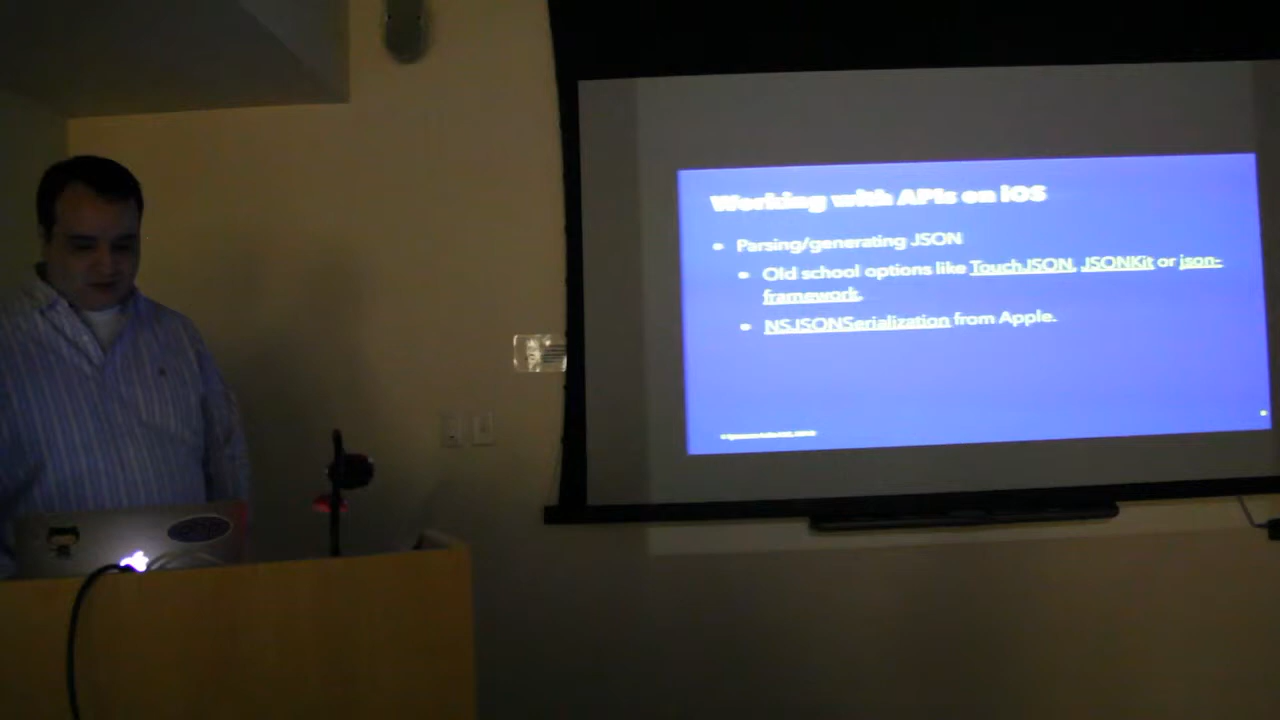 Working with APIs on iOS
Parsing/generating JSON
Old school options like TouchJSON, JSONKit or json-
framework.
NSJSONSerialization from Apple.